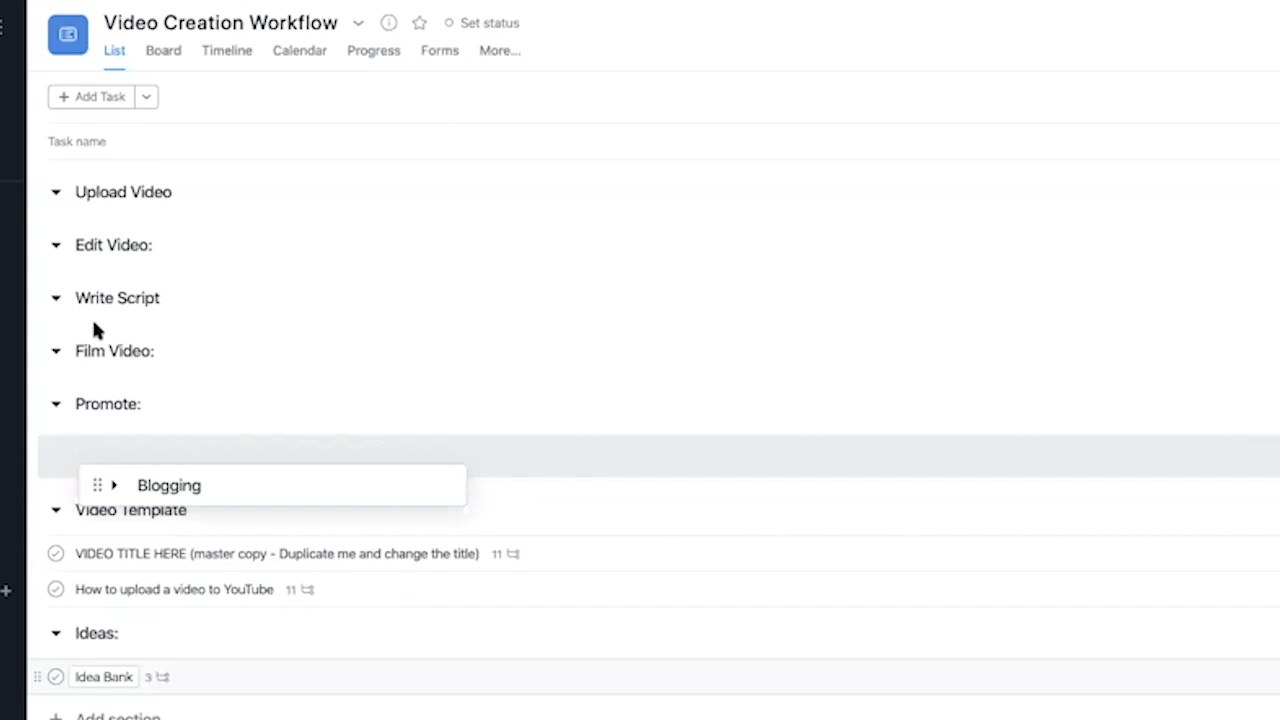 Video Creation Workflow
Set status
List Board Timeline Calendar Progress Forms More...
+ Add Task
Task name
Upload Video
Edit Video:
Write Script
Film Video:
Promote:
Blogging
Video Template
VIDEO TITLE HERE (master copy - Duplicate me and change the title) 11
How to upload a video to YouTube 11
Ideas:
Idea Bank 3
+ Add section